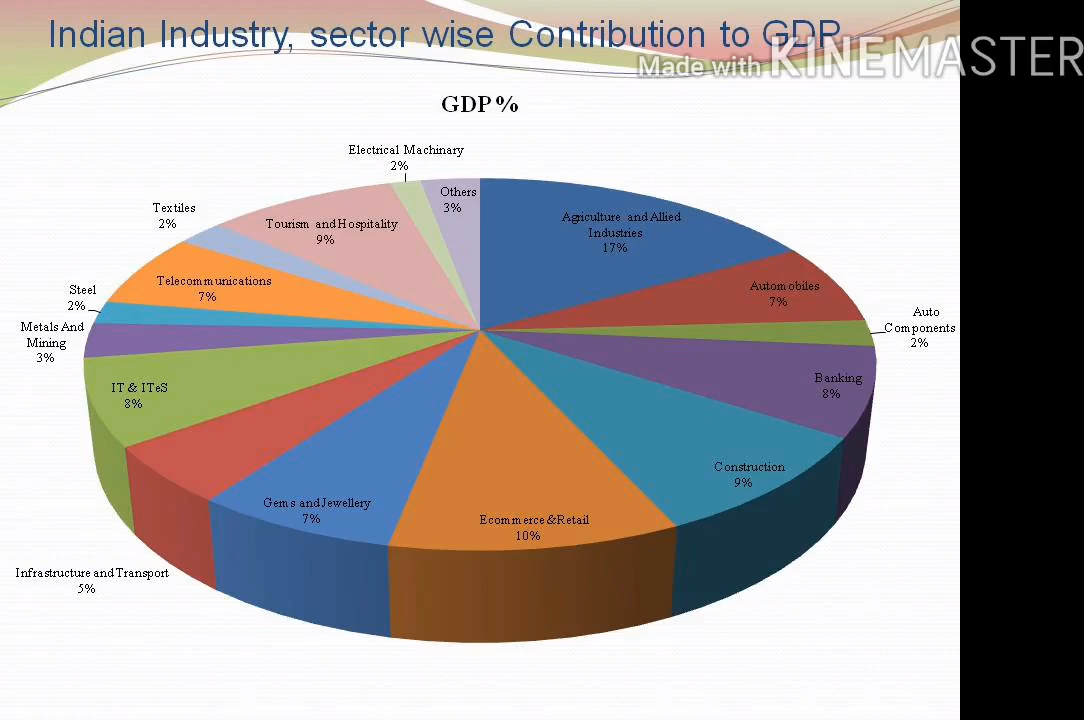 Indian Industry, sector wise Contribution to GDP
Made with KINEMASTER
GDP%
Electrical Machinary
2%
Others
3%
Agriculture and Allied
Industries
17%
Automobiles
7%
Auto
Components
2%
Banking
8%
Construction
9%
Ecommerce &Retail
10%
Gems and Jewellery
7%
Infrastructure and Transport
5%
IT & ITeS
8%
Metals And
Mining
3%
Steel
2%
Telecommunications
7%
Textiles
2%
Tourism and Hospitality
9%